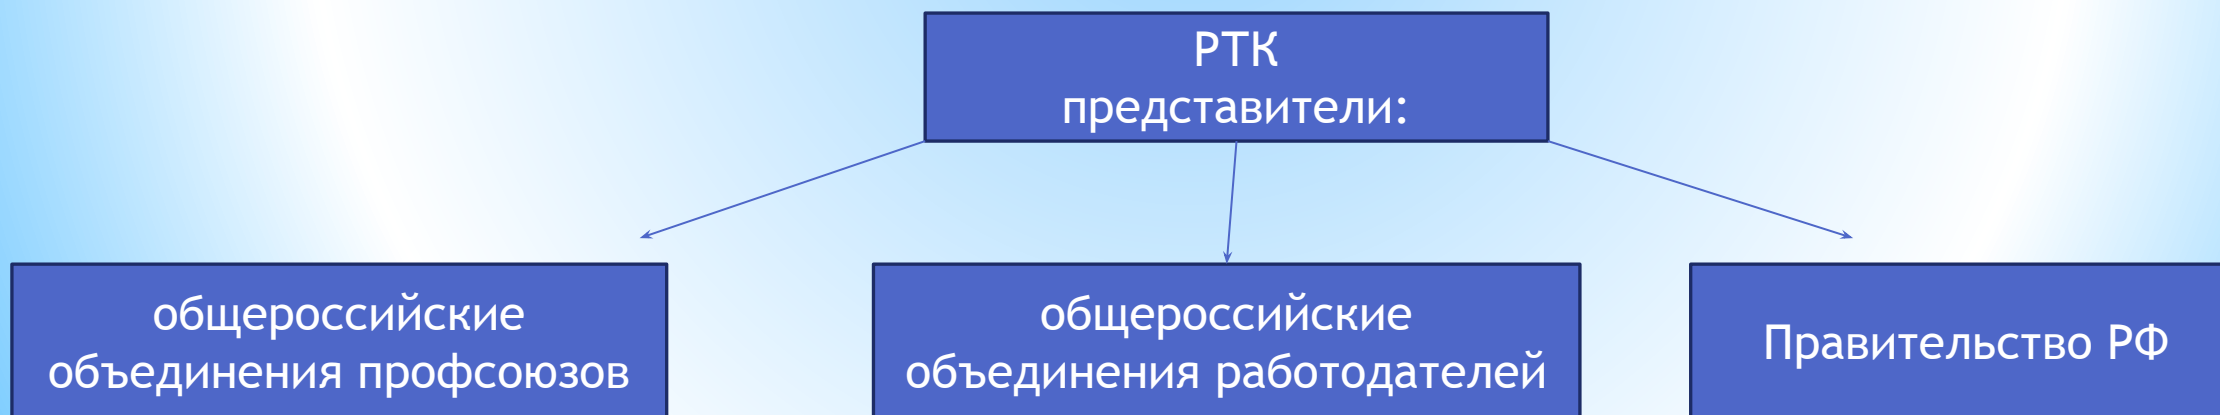 РТК
представители:
общероссийские
объединения профсоюзов
общероссийские
объединения работодателей
Правительство РФ